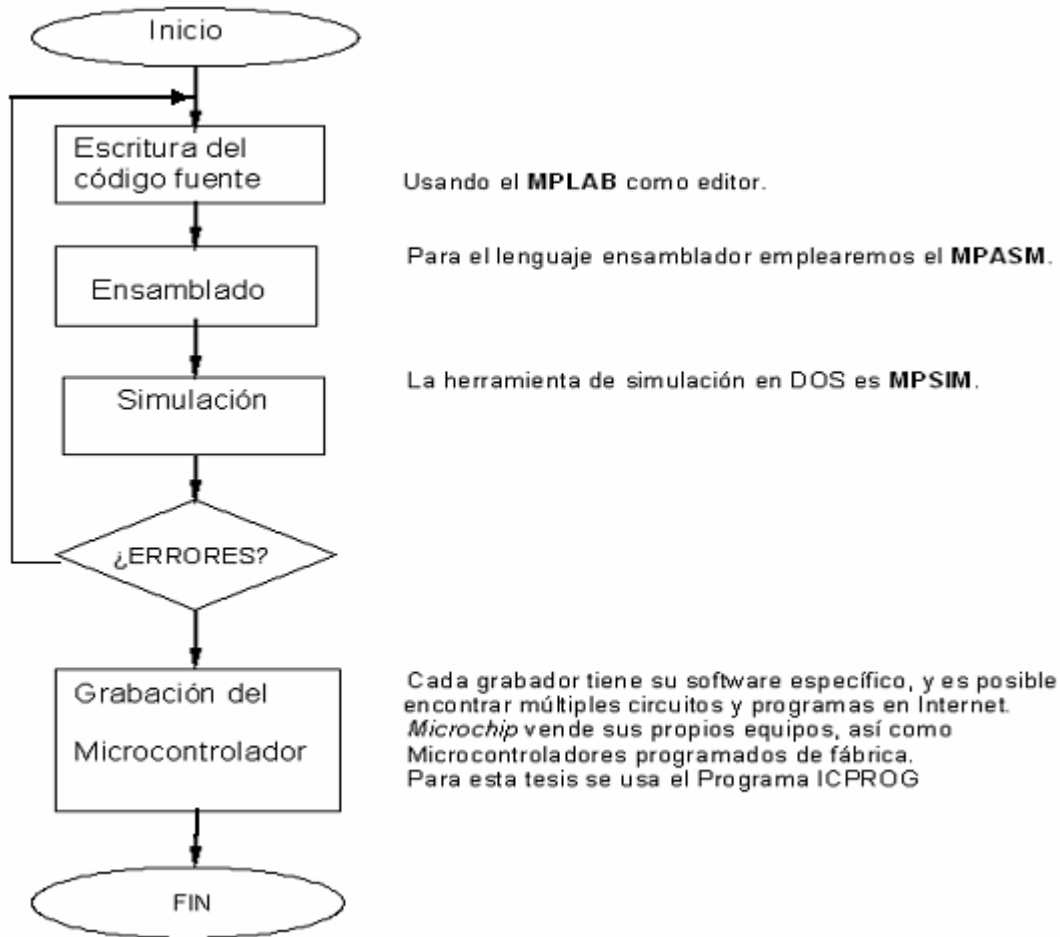 Inicio
Escritura del
código fuente
Usando el MPLAB como editor.
Para el lenguaje ensamblador emplearemos el MPASM.
Ensamblado
La herramienta de simulación en DOS es MPSIM.
Simulación
¿ERRORES?
Grabación del
Microcontrolador
Cada grabador tiene su software específico, y es posible
encontrar múltiples circuitos y programas en Internet.
Microchip vende sus propios equipos, así como
Microcontroladores programados de fábrica.
Para esta tesis se usa el Programa ICPROG
FIN